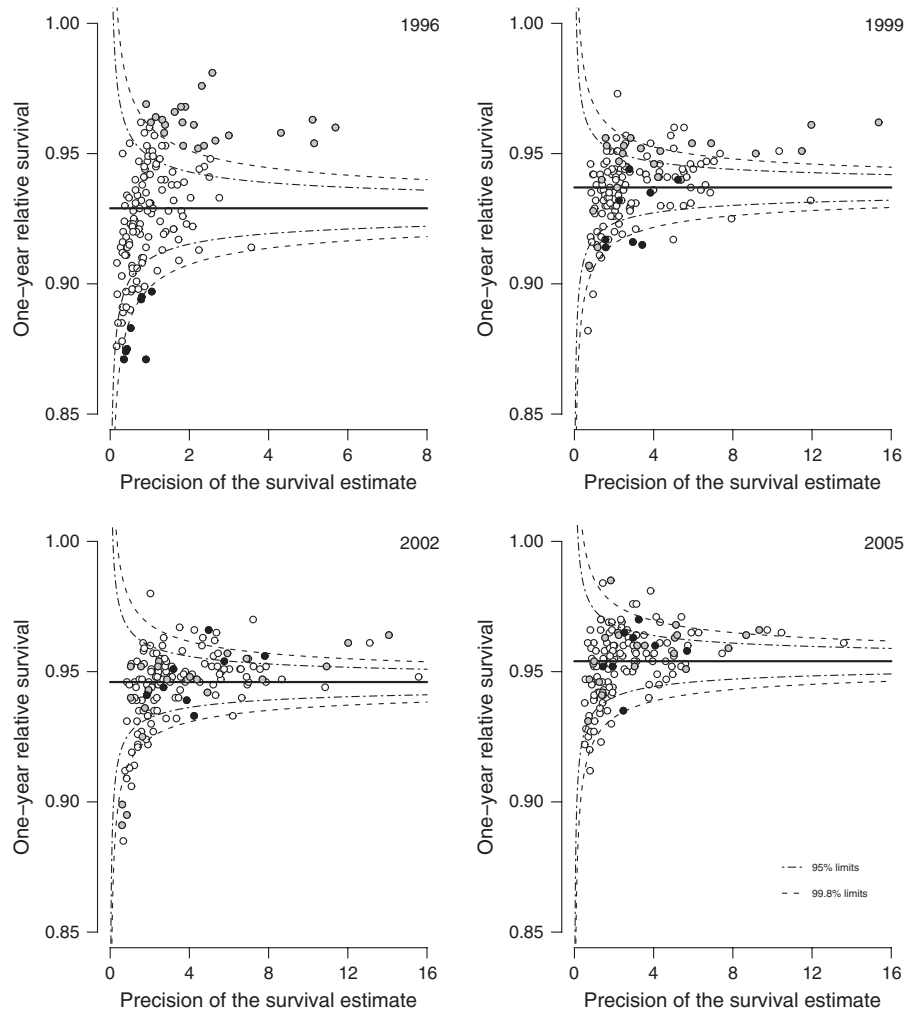 1996
One-year relative survival
1.00
0.95
0.90
0.85
0 2 4 6 8
Precision of the survival estimate
1999
One-year relative survival
1.00
0.95
0.90
0.85
0 4 8 12 16
Precision of the survival estimate
2002
One-year relative survival
1.00
0.95
0.90
0.85
0 4 8 12 16
Precision of the survival estimate
2005
One-year relative survival
1.00
0.95
0.90
0.85
95% limits
99.8% limits
0 4 8 12 16
Precision of the survival estimate